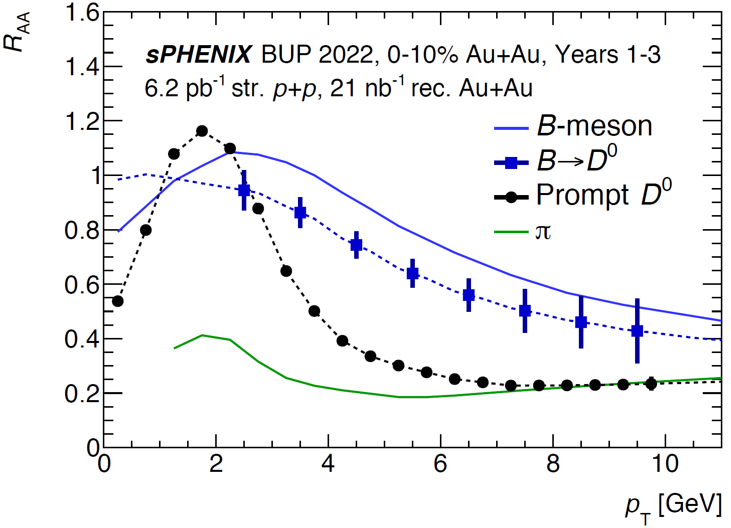 R_AA
1.6
sPHENIX BUP 2022, 0-10% Au+Au, Years 1-3
1.4
6.2 pb⁻¹ str. p+p, 21 nb⁻¹ rec. Au+Au
1.2
B-meson
B→D⁰
1
Prompt D⁰
0.8
π
0.6
0.4
0.2
0
0 2 4 6 8 10
p_T [GeV]